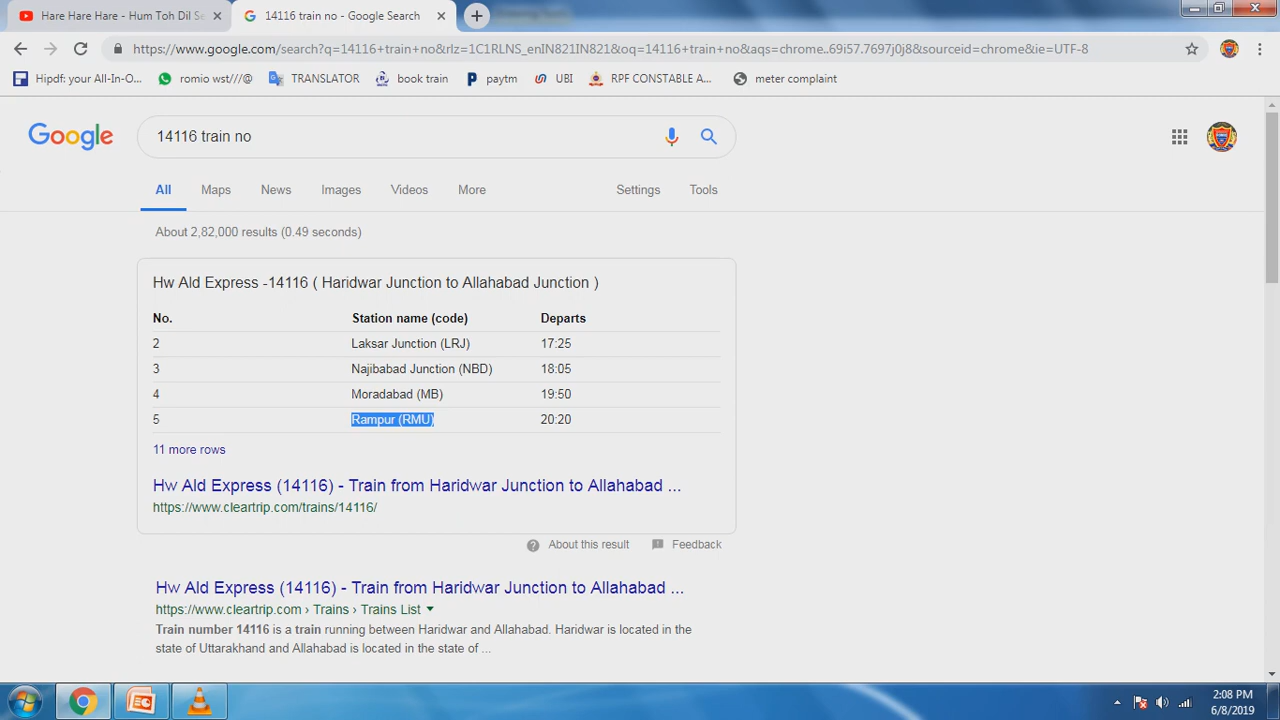 Hare Hare Hare - Hum Toh Dil Se
14116 train no - Google Search
https://www.google.com/search?q=14116+train+no&rlz=1C1RLNS_enIN821IN821&oq=14116+train+no&aqs=chrome..69i57.7697j0j8&sourceid=chrome&ie=UTF-8
Hipdf: your All-In-O... romio wst///@ TRANSLATOR book train paytm UBI RPF CONSTABLE A... meter complaint
Google
14116 train no
All Maps News Images Videos More Settings Tools
About 2,82,000 results (0.49 seconds)
Hw Ald Express -14116 ( Haridwar Junction to Allahabad Junction )
No. Station name (code) Departs
2 Laksar Junction (LRJ) 17:25
3 Najibabad Junction (NBD) 18:05
4 Moradabad (MB) 19:50
5 Rampur (RMU) 20:20
11 more rows
Hw Ald Express (14116) - Train from Haridwar Junction to Allahabad ...
https://www.cleartrip.com/trains/14116/
About this result Feedback
Hw Ald Express (14116) - Train from Haridwar Junction to Allahabad ...
https://www.cleartrip.com › Trains › Trains List
Train number 14116 is a train running between Haridwar and Allahabad. Haridwar is located in the
state of Uttarakhand and Allahabad is located in the state of ...
2:08 PM
6/8/2019